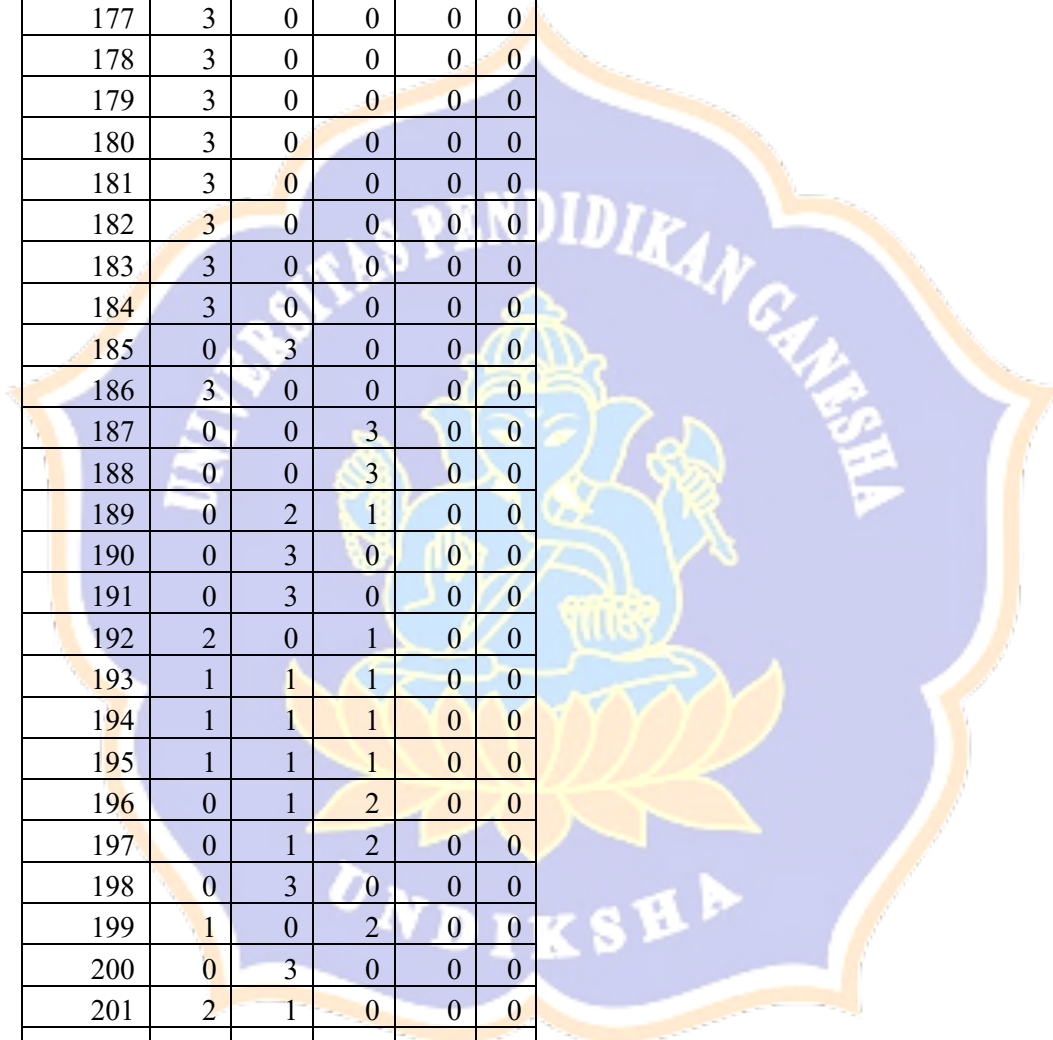 177 3 0 0 0 0
178 3 0 0 0 0
179 3 0 0 0 0
180 3 0 0 0 0
181 3 0 0 0 0
182 3 0 0 0 0
183 3 0 0 0 0
184 3 0 0 0 0
185 0 3 0 0 0
186 3 0 0 0 0
187 0 0 3 0 0
188 0 0 3 0 0
189 0 2 1 0 0
190 0 3 0 0 0
191 0 3 0 0 0
192 2 0 1 0 0
193 1 1 1 0 0
194 1 1 1 0 0
195 1 1 1 0 0
196 0 1 2 0 0
197 0 1 2 0 0
198 0 3 0 0 0
199 1 0 2 0 0
200 0 3 0 0 0
201 2 1 0 0 0
UNIVERSITAS PENDIDIKAN GANESHA
UNDIKSHA